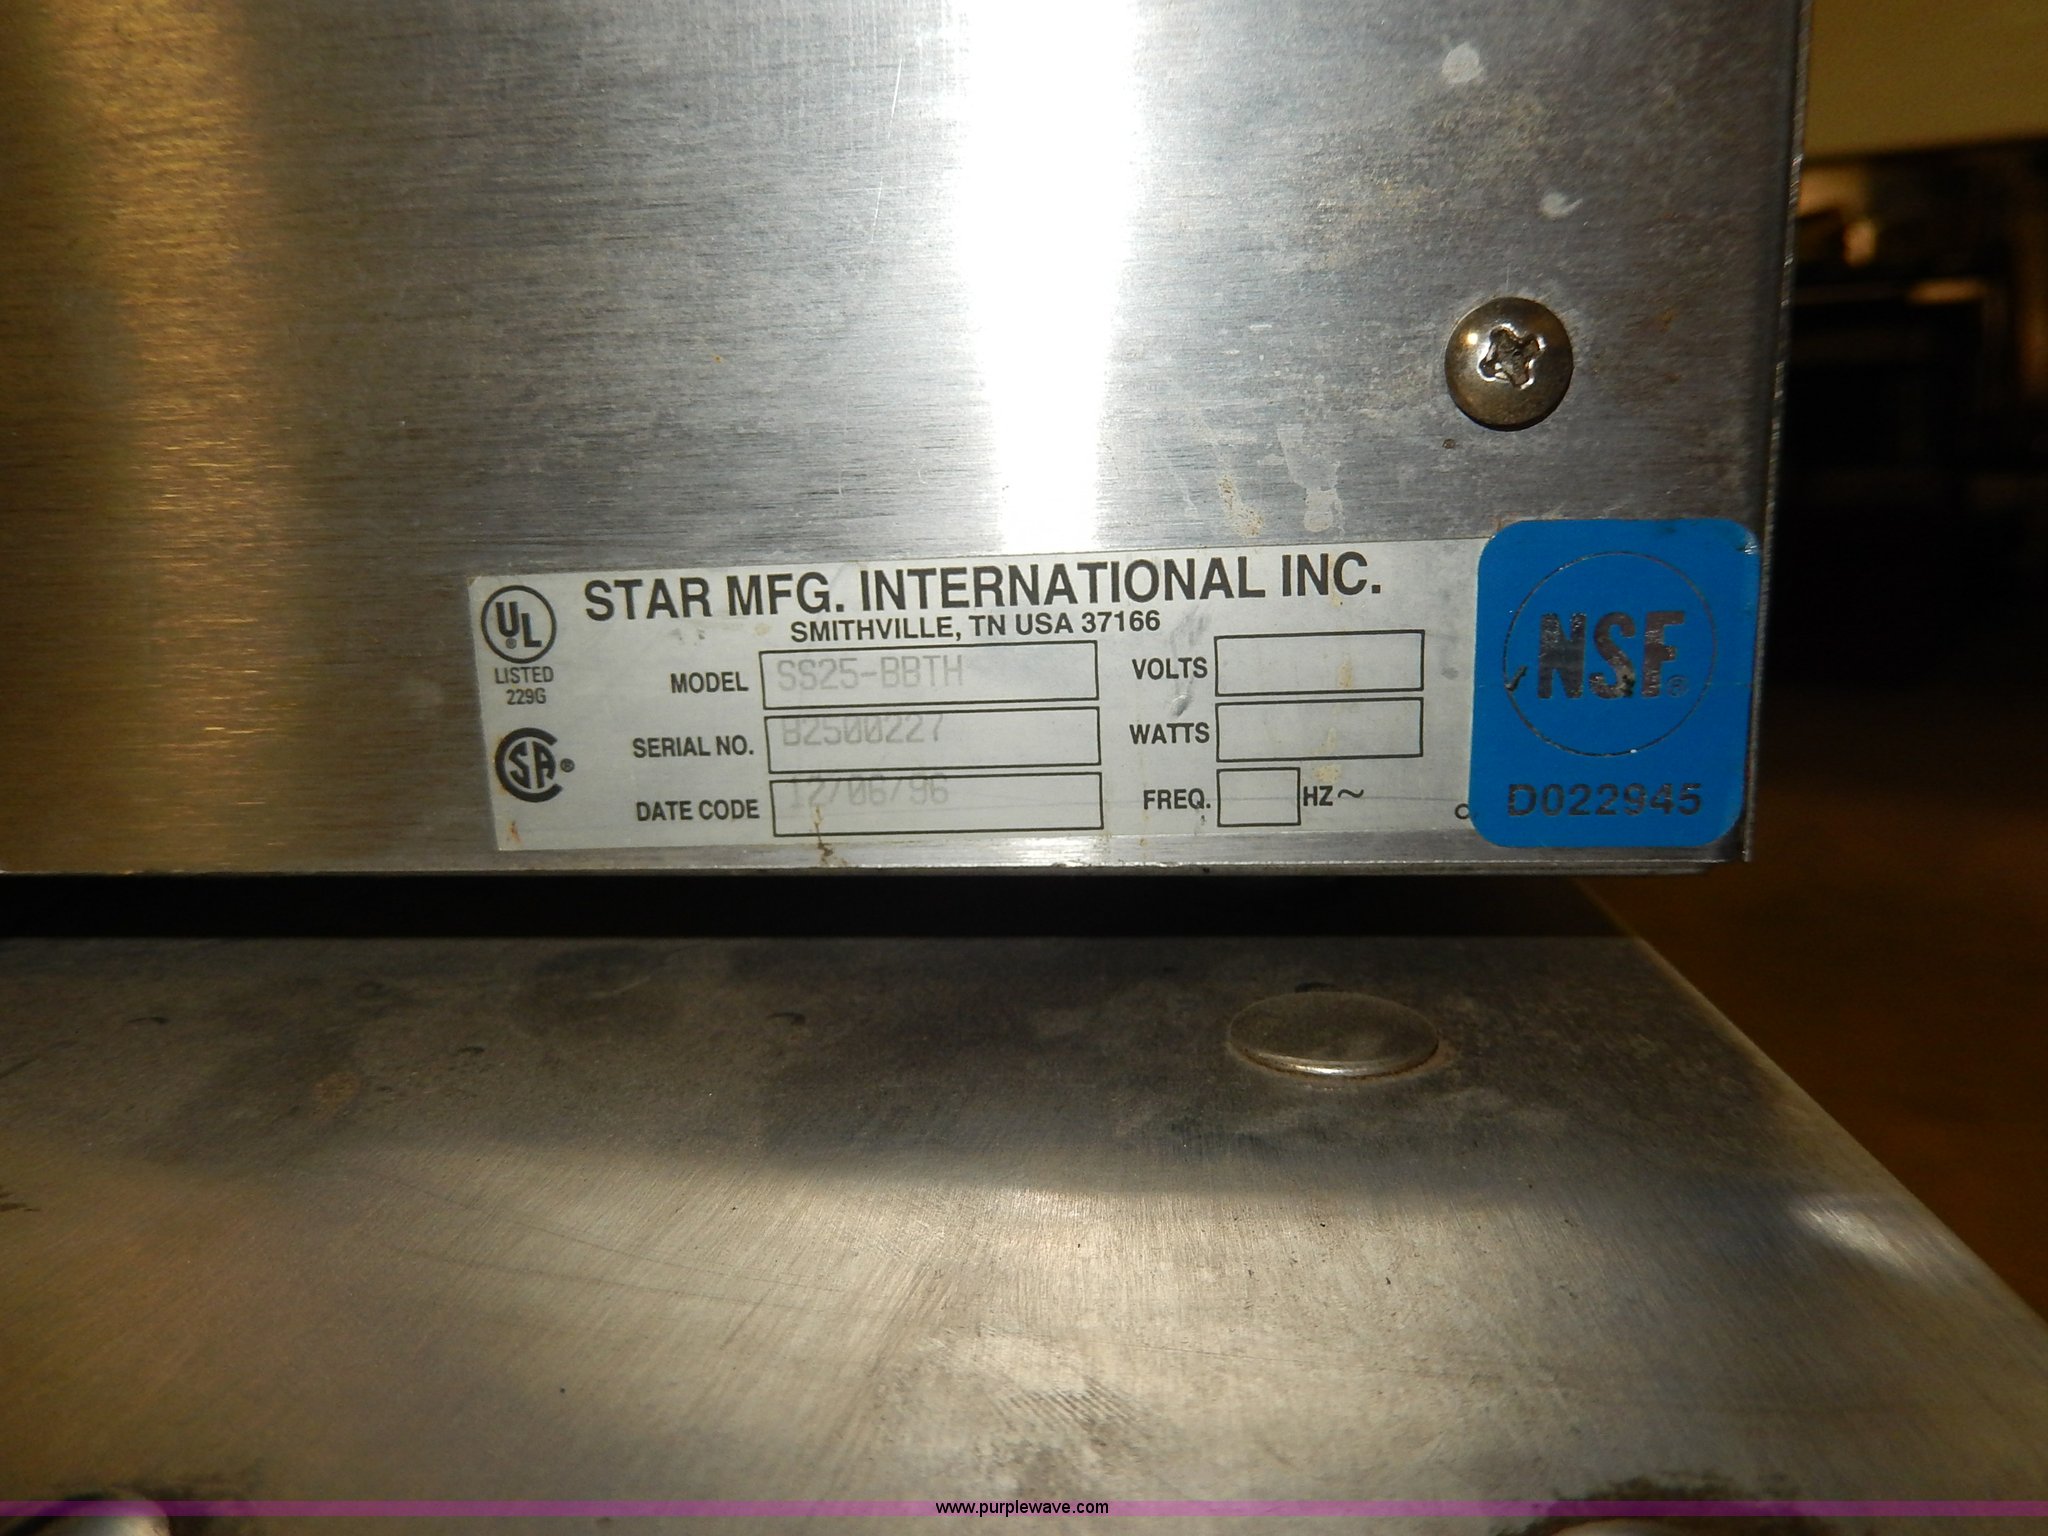 UL
®
LISTED
229G
SA®
STAR MFG. INTERNATIONAL INC.
SMITHVILLE, TN USA 37166
MODEL SS25-BBTH
SERIAL NO. B2500227
DATE CODE 12/06/96
VOLTS
WATTS
FREQ. HZ~
NSF®
D022945
www.purplewave.com